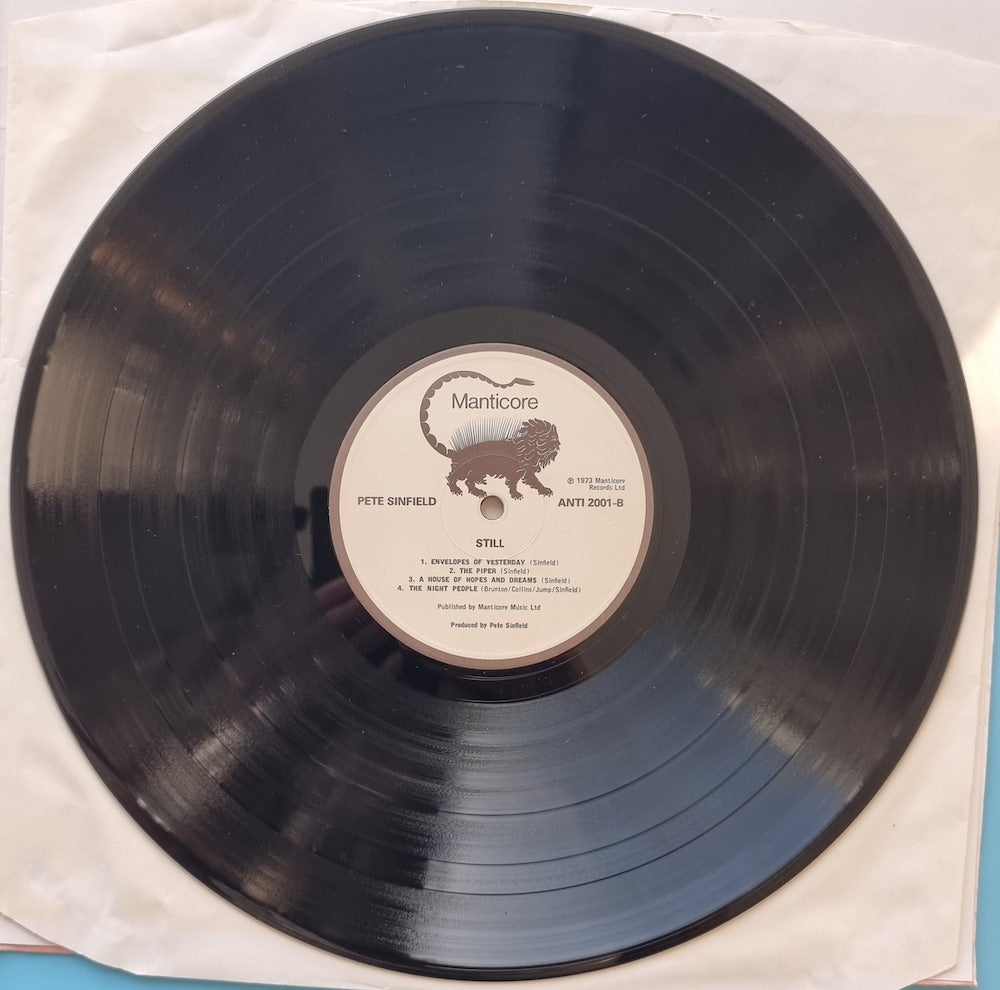 Manticore
℗ 1973 Manticore
Records Ltd
PETE SINFIELD
ANTI 2001-B
STILL
1. ENVELOPES OF YESTERDAY (Sinfield)
2. THE PIPER (Sinfield)
3. A HOUSE OF HOPES AND DREAMS (Sinfield)
4. THE NIGHT PEOPLE (Brunton/Collins/Jump/Sinfield)
Published by Manticore Music Ltd
Produced by Pete Sinfield